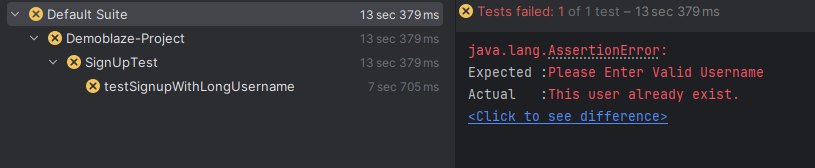 Default Suite 13 sec 379 ms
Demoblaze-Project 13 sec 379 ms
SignUpTest 13 sec 379 ms
testSignupWithLongUsername 7 sec 705 ms
Tests failed: 1 of 1 test – 13 sec 379 ms
java.lang.AssertionError:
Expected :Please Enter Valid Username
Actual :This user already exist.
<Click to see difference>